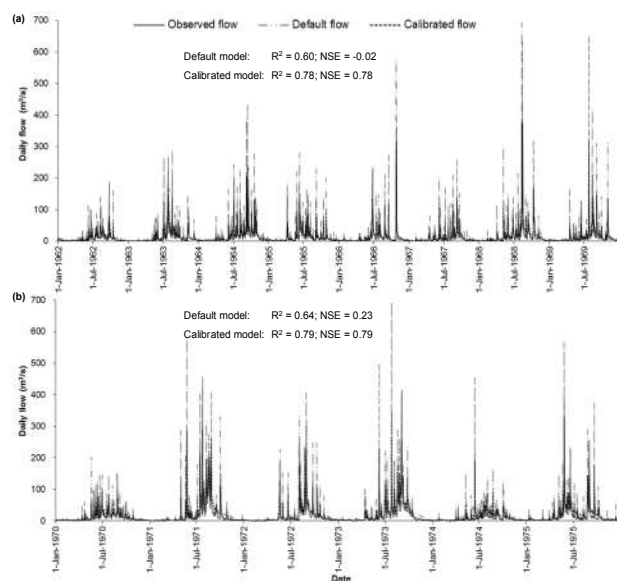 (a)
Observed flow Default flow Calibrated flow
Default model: R² = 0.60; NSE = -0.02
Calibrated model: R² = 0.78; NSE = 0.78
Daily flow (m³/s)
700
600
500
400
300
200
100
0
1-Jan-1962
1-Jul-1962
1-Jan-1963
1-Jul-1963
1-Jan-1964
1-Jul-1964
1-Jan-1965
1-Jul-1965
1-Jan-1966
1-Jul-1966
1-Jan-1967
1-Jul-1967
1-Jan-1968
1-Jul-1968
1-Jan-1969
1-Jul-1969
(b)
Default model: R² = 0.64; NSE = 0.23
Calibrated model: R² = 0.79; NSE = 0.79
Daily flow (m³/s)
700
600
500
400
300
200
100
0
1-Jan-1970
1-Jul-1970
1-Jan-1971
1-Jul-1971
1-Jan-1972
1-Jul-1972
1-Jan-1973
1-Jul-1973
1-Jan-1974
1-Jul-1974
1-Jan-1975
1-Jul-1975
Date